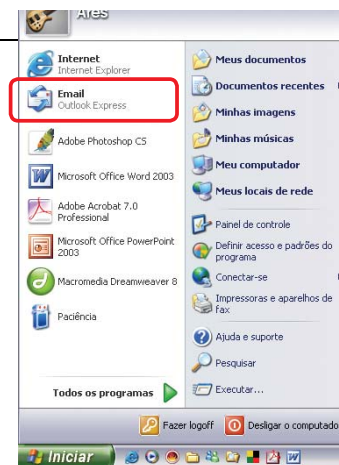 Ares
Internet
Internet Explorer
Email
Outlook Express
Adobe Photoshop CS
Microsoft Office Word 2003
Adobe Acrobat 7.0
Professional
Microsoft Office PowerPoint
2003
Macromedia Dreamweaver 8
Paciência
Todos os programas
Meus documentos
Documentos recentes
Minhas imagens
Minhas músicas
Meu computador
Meus locais de rede
Painel de controle
Definir acesso e padrões do
programa
Conectar-se
Impressoras e aparelhos de
fax
Ajuda e suporte
Pesquisar
Executar...
Fazer logoff
Desligar o computado
Iniciar